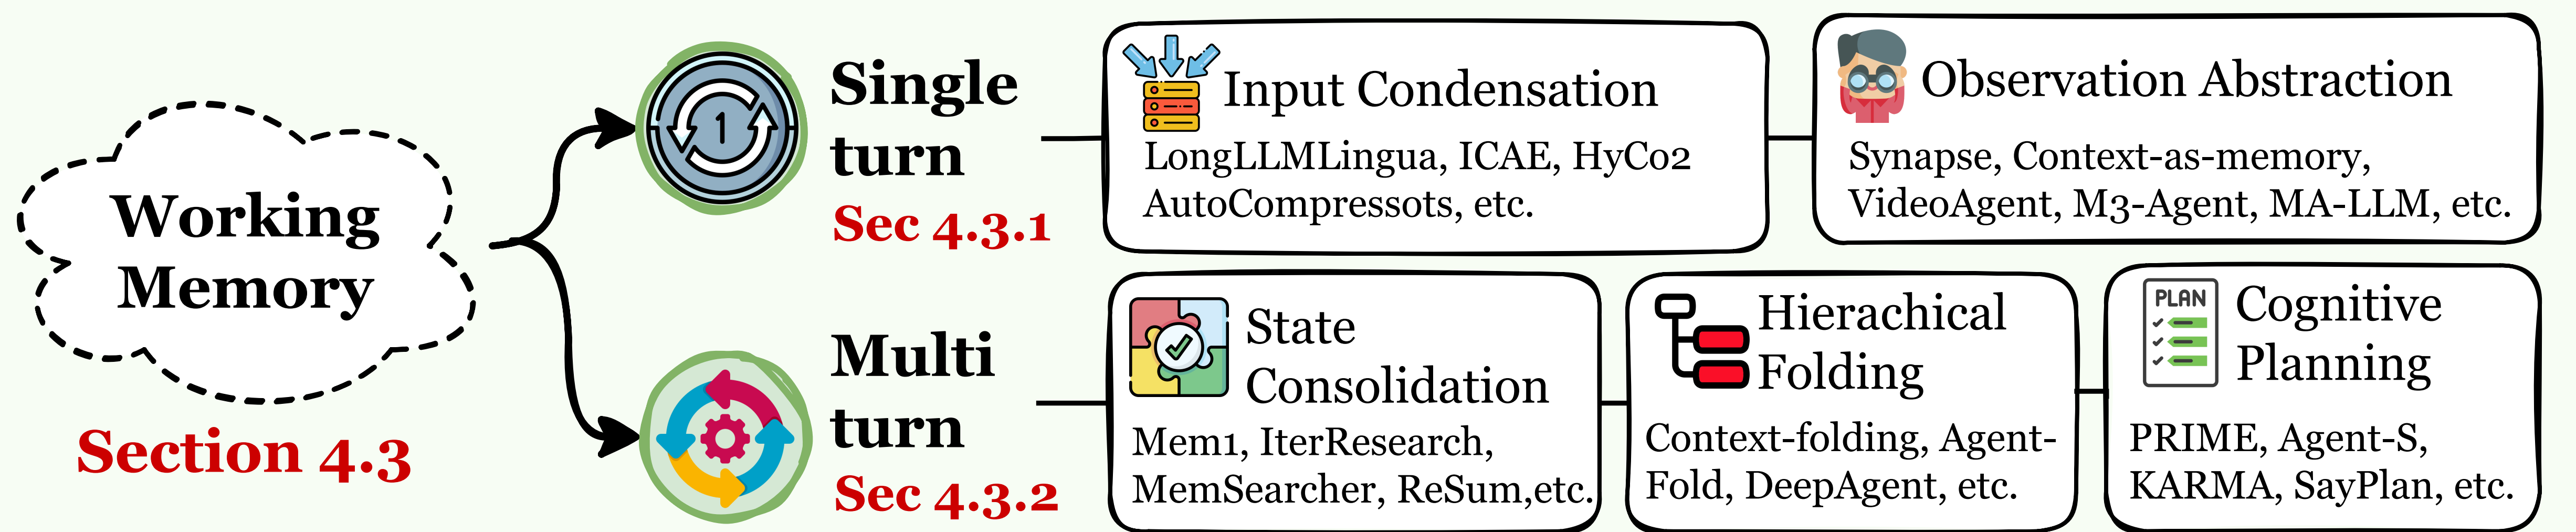 Working
Memory
Section 4.3
Single
turn
Sec 4.3.1
1
Input Condensation
LongLLMLingua, ICAE, HyCo2
AutoCompressots, etc.
Observation Abstraction
Synapse, Context-as-memory,
VideoAgent, M3-Agent, MA-LLM, etc.
Multi
turn
Sec 4.3.2
State
Consolidation
Mem1, IterResearch,
MemSearcher, ReSum,etc.
Hierachical
Folding
Context-folding, Agent-
Fold, DeepAgent, etc.
PLAN
Cognitive
Planning
PRIME, Agent-S,
KARMA, SayPlan, etc.